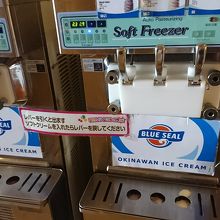 Auto Pasteurizing
Soft Freezer
レバーを引くと出ます
ソフトクリームを入れたらレバーを戻してください
BLUE SEAL
OKINAWAN ICE CREAM
ICE CREAM